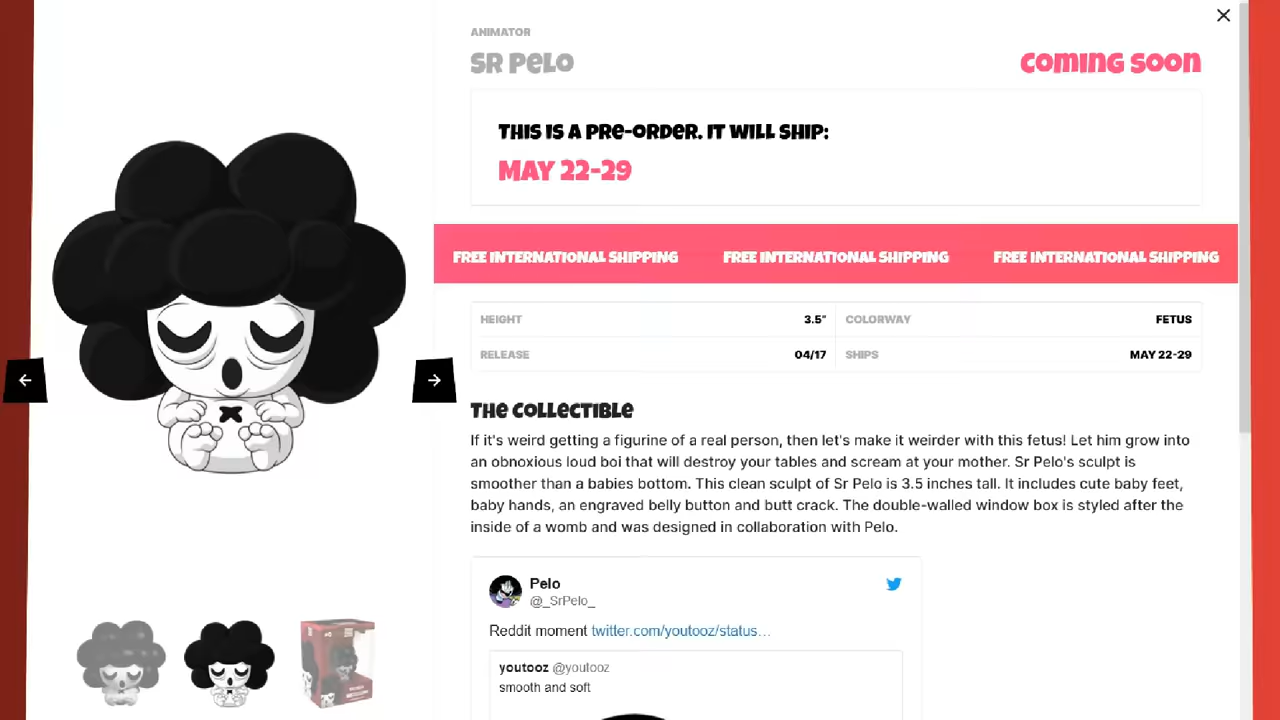 ANIMATOR
SR PELO
COMING SOON
THIS IS A PRE-ORDER. IT WILL SHIP:
MAY 22-29
FREE INTERNATIONAL SHIPPING FREE INTERNATIONAL SHIPPING FREE INTERNATIONAL SHIPPING
HEIGHT 3.5" COLORWAY FETUS
RELEASE 04/17 SHIPS MAY 22-29
THE COLLECTIBLE
If it's weird getting a figurine of a real person, then let's make it weirder with this fetus! Let him grow into
an obnoxious loud boi that will destroy your tables and scream at your mother. Sr Pelo's sculpt is
smoother than a babies bottom. This clean sculpt of Sr Pelo is 3.5 inches tall. It includes cute baby feet,
baby hands, an engraved belly button and butt crack. The double-walled window box is styled after the
inside of a womb and was designed in collaboration with Pelo.
Pelo
@_SrPelo_
Reddit moment twitter.com/youtooz/status…
youtooz @youtooz
smooth and soft